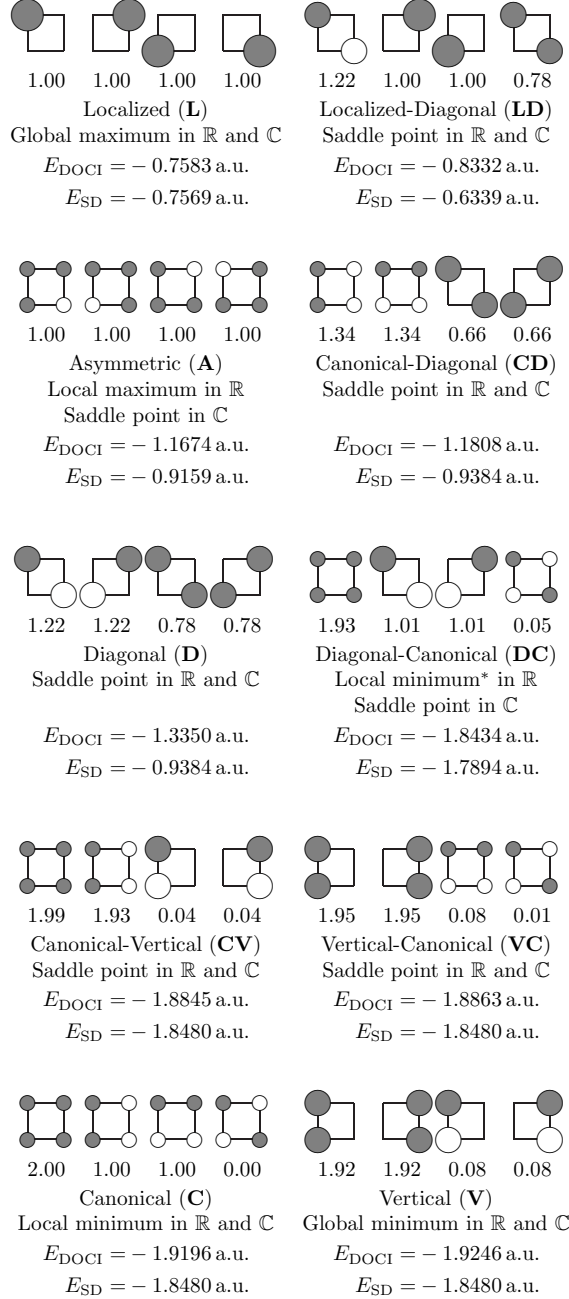 1.00 1.00 1.00 1.00
Localized (L)
Global maximum in ℝ and ℂ
E_DOCI = − 0.7583 a.u.
E_SD = − 0.7569 a.u.
1.22 1.00 1.00 0.78
Localized-Diagonal (LD)
Saddle point in ℝ and ℂ
E_DOCI = − 0.8332 a.u.
E_SD = − 0.6339 a.u.
1.00 1.00 1.00 1.00
Asymmetric (A)
Local maximum in ℝ
Saddle point in ℂ
E_DOCI = − 1.1674 a.u.
E_SD = − 0.9159 a.u.
1.34 1.34 0.66 0.66
Canonical-Diagonal (CD)
Saddle point in ℝ and ℂ
E_DOCI = − 1.1808 a.u.
E_SD = − 0.9384 a.u.
1.22 1.22 0.78 0.78
Diagonal (D)
Saddle point in ℝ and ℂ
E_DOCI = − 1.3350 a.u.
E_SD = − 0.9384 a.u.
1.93 1.01 1.01 0.05
Diagonal-Canonical (DC)
Local minimum* in ℝ
Saddle point in ℂ
E_DOCI = − 1.8434 a.u.
E_SD = − 1.7894 a.u.
1.99 1.93 0.04 0.04
Canonical-Vertical (CV)
Saddle point in ℝ and ℂ
E_DOCI = − 1.8845 a.u.
E_SD = − 1.8480 a.u.
1.95 1.95 0.08 0.01
Vertical-Canonical (VC)
Saddle point in ℝ and ℂ
E_DOCI = − 1.8863 a.u.
E_SD = − 1.8480 a.u.
2.00 1.00 1.00 0.00
Canonical (C)
Local minimum in ℝ and ℂ
E_DOCI = − 1.9196 a.u.
E_SD = − 1.8480 a.u.
1.92 1.92 0.08 0.08
Vertical (V)
Global minimum in ℝ and ℂ
E_DOCI = − 1.9246 a.u.
E_SD = − 1.8480 a.u.